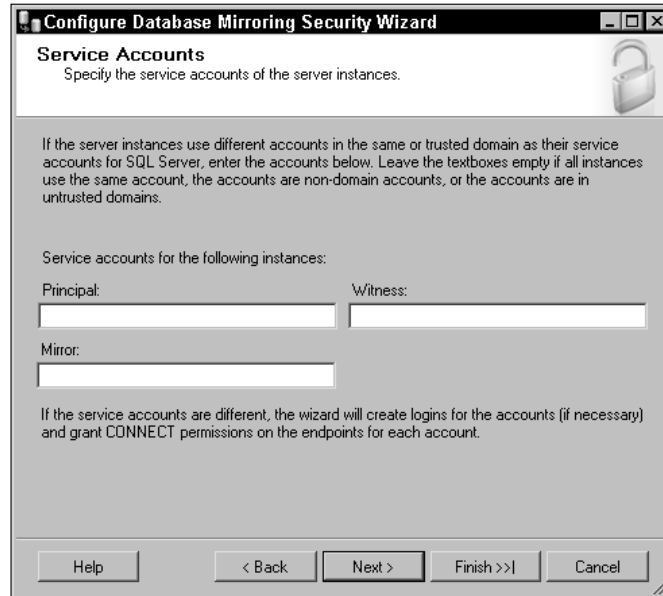 Configure Database Mirroring Security Wizard
Service Accounts
Specify the service accounts of the server instances.
If the server instances use different accounts in the same or trusted domain as their service
accounts for SQL Server, enter the accounts below. Leave the textboxes empty if all instances
use the same account, the accounts are non-domain accounts, or the accounts are in
untrusted domains.
Service accounts for the following instances:
Principal:
Witness:
Mirror:
If the service accounts are different, the wizard will create logins for the accounts (if necessary)
and grant CONNECT permissions on the endpoints for each account.
Help < Back Next > Finish >>| Cancel